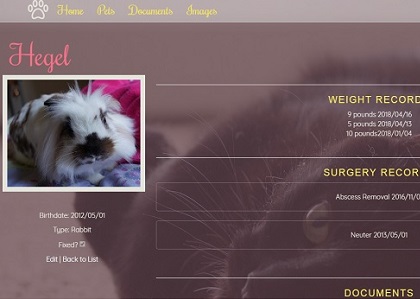 Home Pets Documents Images
Hegel
WEIGHT RECORD
9 pounds 2018/04/16
5 pounds 2018/04/13
10 pounds2018/01/04
SURGERY RECOR
Abscess Removal 2016/11/0
Neuter 2013/05/01
DOCUMENTS
Birthdate: 2012/05/01
Type: Rabbit
Fixed?
Edit | Back to List